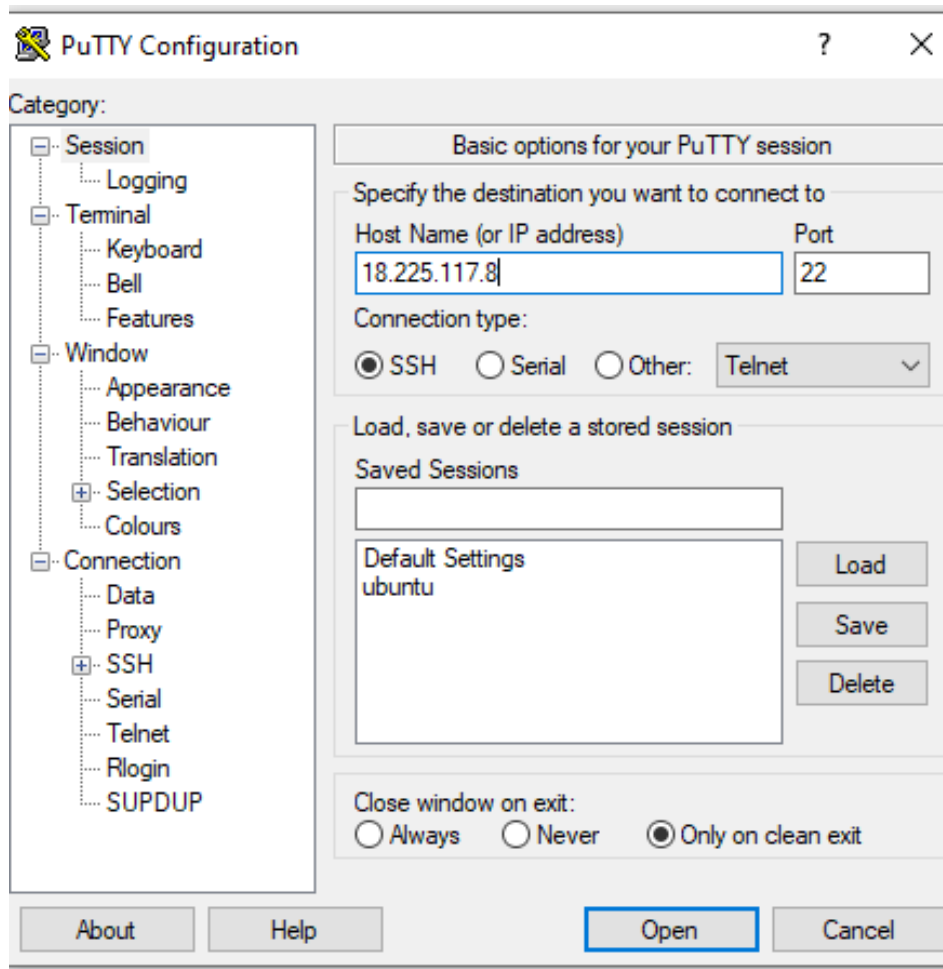 PuTTY Configuration ? ×
Category:
Session
Logging
Terminal
Keyboard
Bell
Features
Window
Appearance
Behaviour
Translation
Selection
Colours
Connection
Data
Proxy
SSH
Serial
Telnet
Rlogin
SUPDUP
Basic options for your PuTTY session
Specify the destination you want to connect to
Host Name (or IP address) Port
18.225.117.8 22
Connection type:
SSH Serial Other: Telnet
Load, save or delete a stored session
Saved Sessions
Default Settings
ubuntu
Load
Save
Delete
Close window on exit:
Always Never Only on clean exit
About Help Open Cancel